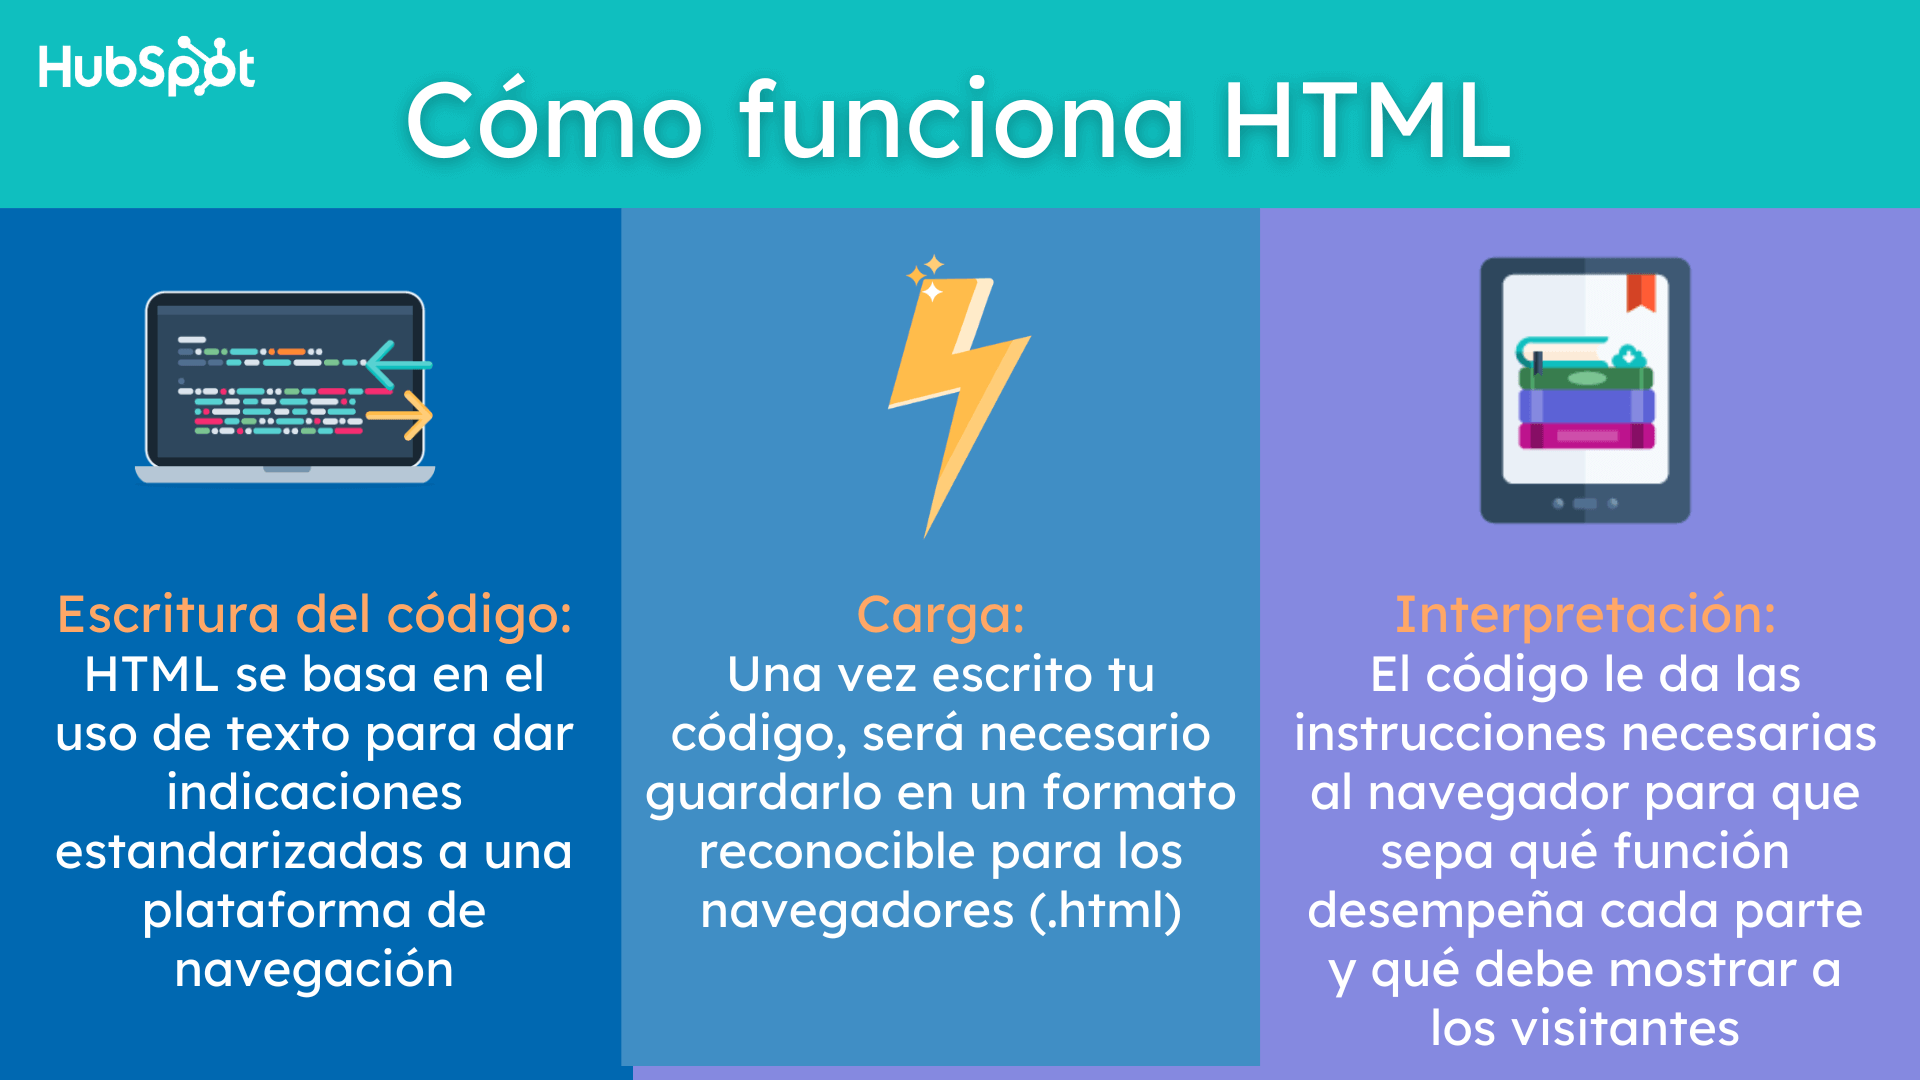 HubSpot
Cómo funciona HTML
Escritura del código:
HTML se basa en el
uso de texto para dar
indicaciones
estandarizadas a una
plataforma de
navegación
Carga:
Una vez escrito tu
código, será necesario
guardarlo en un formato
reconocible para los
navegadores (.html)
Interpretación:
El código le da las
instrucciones necesarias
al navegador para que
sepa qué función
desempeña cada parte
y qué debe mostrar a
los visitantes